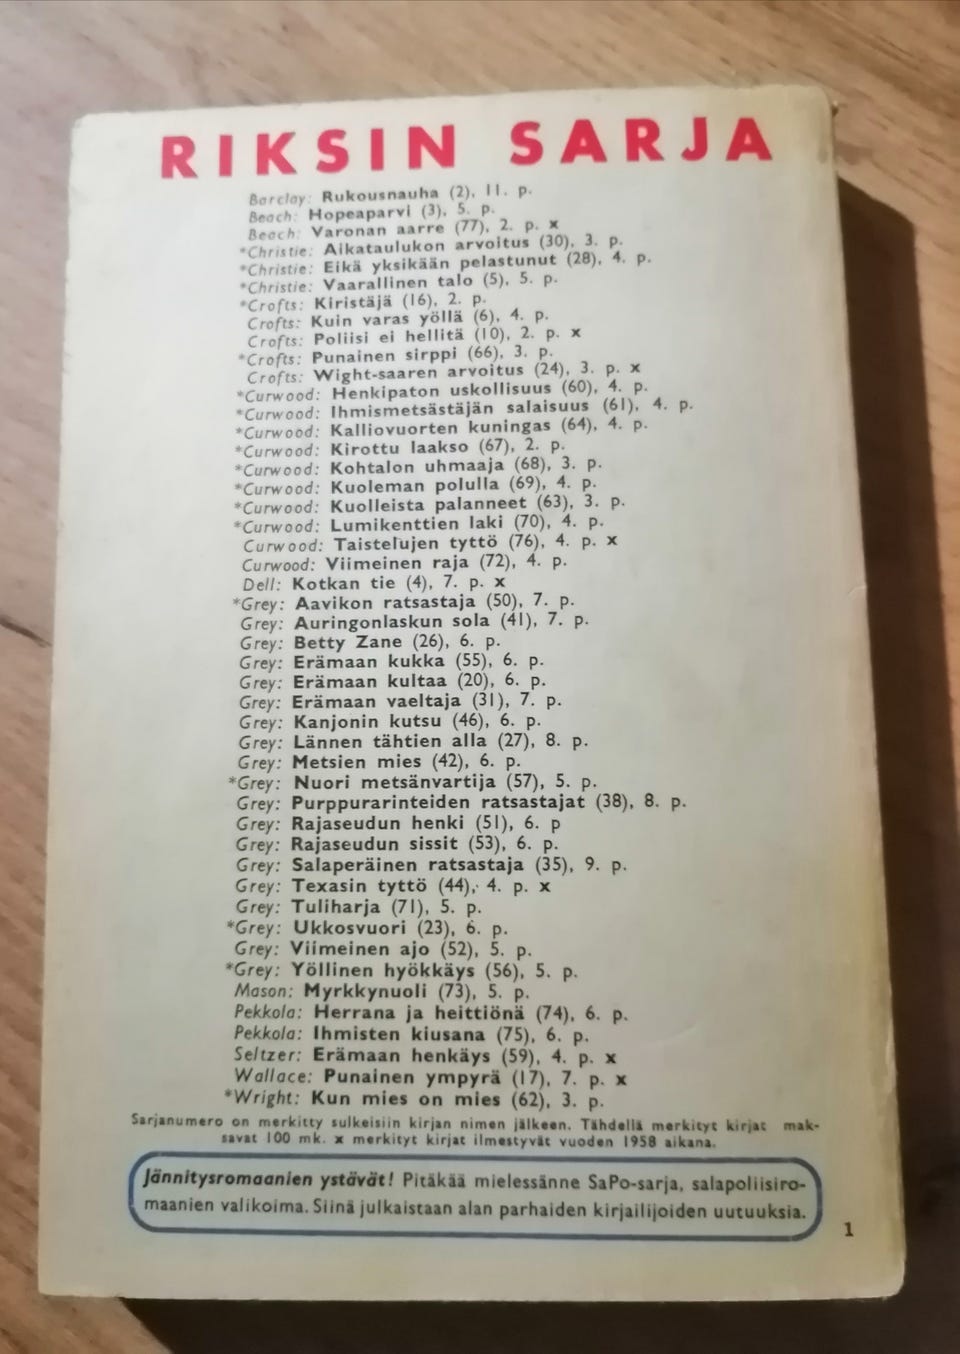 RIKSIN SARJA
Barclay: Rukousnauha (2), 11. p.
Beach: Hopeaparvi (3), 5. p.
Beach: Varonan aarre (77), 2. p. x
*Christie: Aikataulukon arvoitus (30), 3. p.
*Christie: Eikä yksikään pelastunut (28), 4. p.
*Christie: Vaarallinen talo (5), 5. p.
*Crofts: Kiristäjä (16), 2. p.
Crofts: Kuin varas yöllä (6), 4. p.
Crofts: Poliisi ei hellitä (10), 2. p. x
*Crofts: Punainen sirppi (66), 3. p.
Crofts: Wight-saaren arvoitus (24), 3. p. x
*Curwood: Henkipaton uskollisuus (60), 4. p.
*Curwood: Ihmismetsästäjän salaisuus (61), 4. p.
*Curwood: Kalliovuorten kuningas (64), 4. p.
*Curwood: Kirottu laakso (67), 2. p.
*Curwood: Kohtalon uhmaaja (68), 3. p.
*Curwood: Kuoleman polulla (69), 4. p.
*Curwood: Kuolleista palanneet (63), 3. p.
*Curwood: Lumikenttien laki (70), 4. p.
Curwood: Taistelujen tyttö (76), 4. p. x
Curwood: Viimeinen raja (72), 4. p.
Dell: Kotkan tie (4), 7. p. x
*Grey: Aavikon ratsastaja (50), 7. p.
Grey: Auringonlaskun sola (41), 7. p.
Grey: Betty Zane (26), 6. p.
Grey: Erämaan kukka (55), 6. p.
Grey: Erämaan kultaa (20), 6. p.
Grey: Erämaan vaeltaja (31), 7. p.
Grey: Kanjonin kutsu (46), 6. p.
Grey: Lännen tähtien alla (27), 8. p.
Grey: Metsien mies (42), 6. p.
*Grey: Nuori metsänvartija (57), 5. p.
Grey: Purppurarinteiden ratsastajat (38), 8. p.
Grey: Rajaseudun henki (51), 6. p
Grey: Rajaseudun sissit (53), 6. p.
Grey: Salaperäinen ratsastaja (35), 9. p.
Grey: Texasin tyttö (44), 4. p. x
Grey: Tuliharja (71), 5. p.
*Grey: Ukkosvuori (23), 6. p.
Grey: Viimeinen ajo (52), 5. p.
*Grey: Yöllinen hyökkäys (56), 5. p.
Mason: Myrkkynuoli (73), 5. p.
Pekkola: Herrana ja heittiönä (74), 6. p.
Pekkola: Ihmisten kiusana (75), 6. p.
Seltzer: Erämaan henkäys (59), 4. p. x
Wallace: Punainen ympyrä (17), 7. p. x
*Wright: Kun mies on mies (62), 3. p.
Sarjanumero on merkitty sulkeisiin kirjan nimen jälkeen. Tähdellä merkityt kirjat mak-
savat 100 mk. x merkityt kirjat ilmestyvät vuoden 1958 aikana.
Jännitysromaanien ystävät! Pitäkää mielessänne SaPo-sarja, salapoliisiro-
maanien valikoima. Siinä julkaistaan alan parhaiden kirjailijoiden uutuuksia.
1